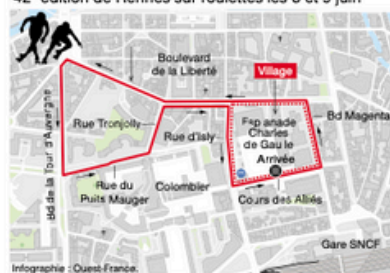 42ᵉ édition de Rennes sur roulettes les 8 et 9 juin
Boulevard
de la Liberté
Village
Bd de la Tour d'Auvergne
Rue Tronjolly
Rue d'Isly
Esplanade
Charles
de Gaulle
Arrivée
Bd Magenta
Rue du
Puits Mauger
Colombier
Cours des Alliés
Gare SNCF
Infographie : Ouest-France.